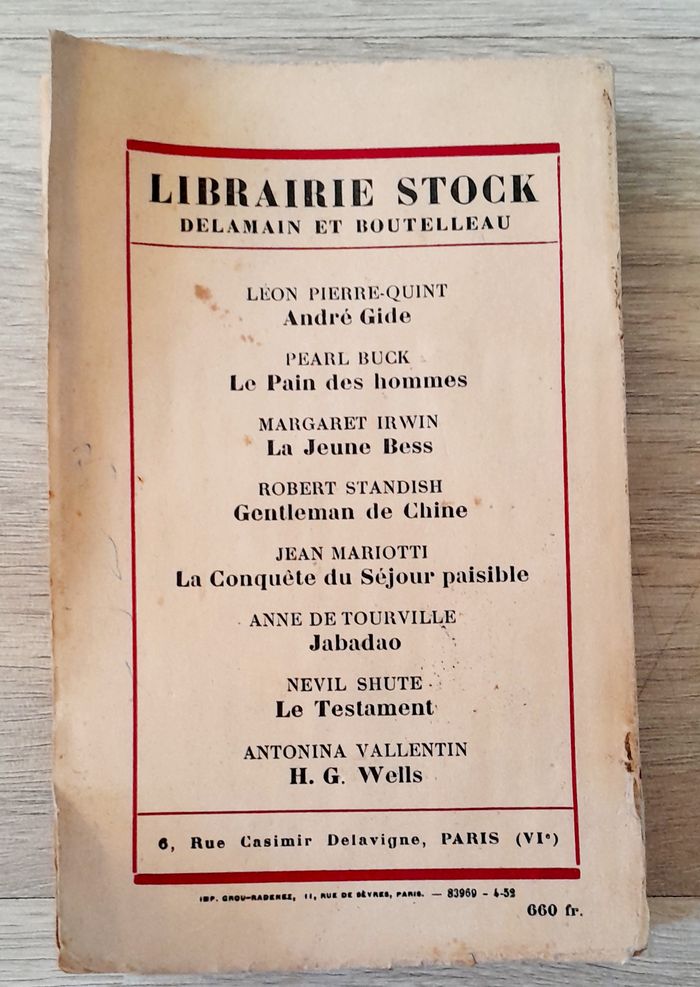 LIBRAIRIE STOCK
DELAMAIN ET BOUTELLEAU
LÉON PIERRE-QUINT
André Gide
PEARL BUCK
Le Pain des hommes
MARGARET IRWIN
La Jeune Bess
ROBERT STANDISH
Gentleman de Chine
JEAN MARIOTTI
La Conquête du Séjour paisible
ANNE DE TOURVILLE
Jabadao
NEVIL SHUTE
Le Testament
ANTONINA VALLENTIN
H. G. Wells
6, Rue Casimir Delavigne, PARIS (VIe)
IMP. GROU-RADENEZ, 11, RUE DE SÈVRES, PARIS. — 83969 - 4-52
660 fr.